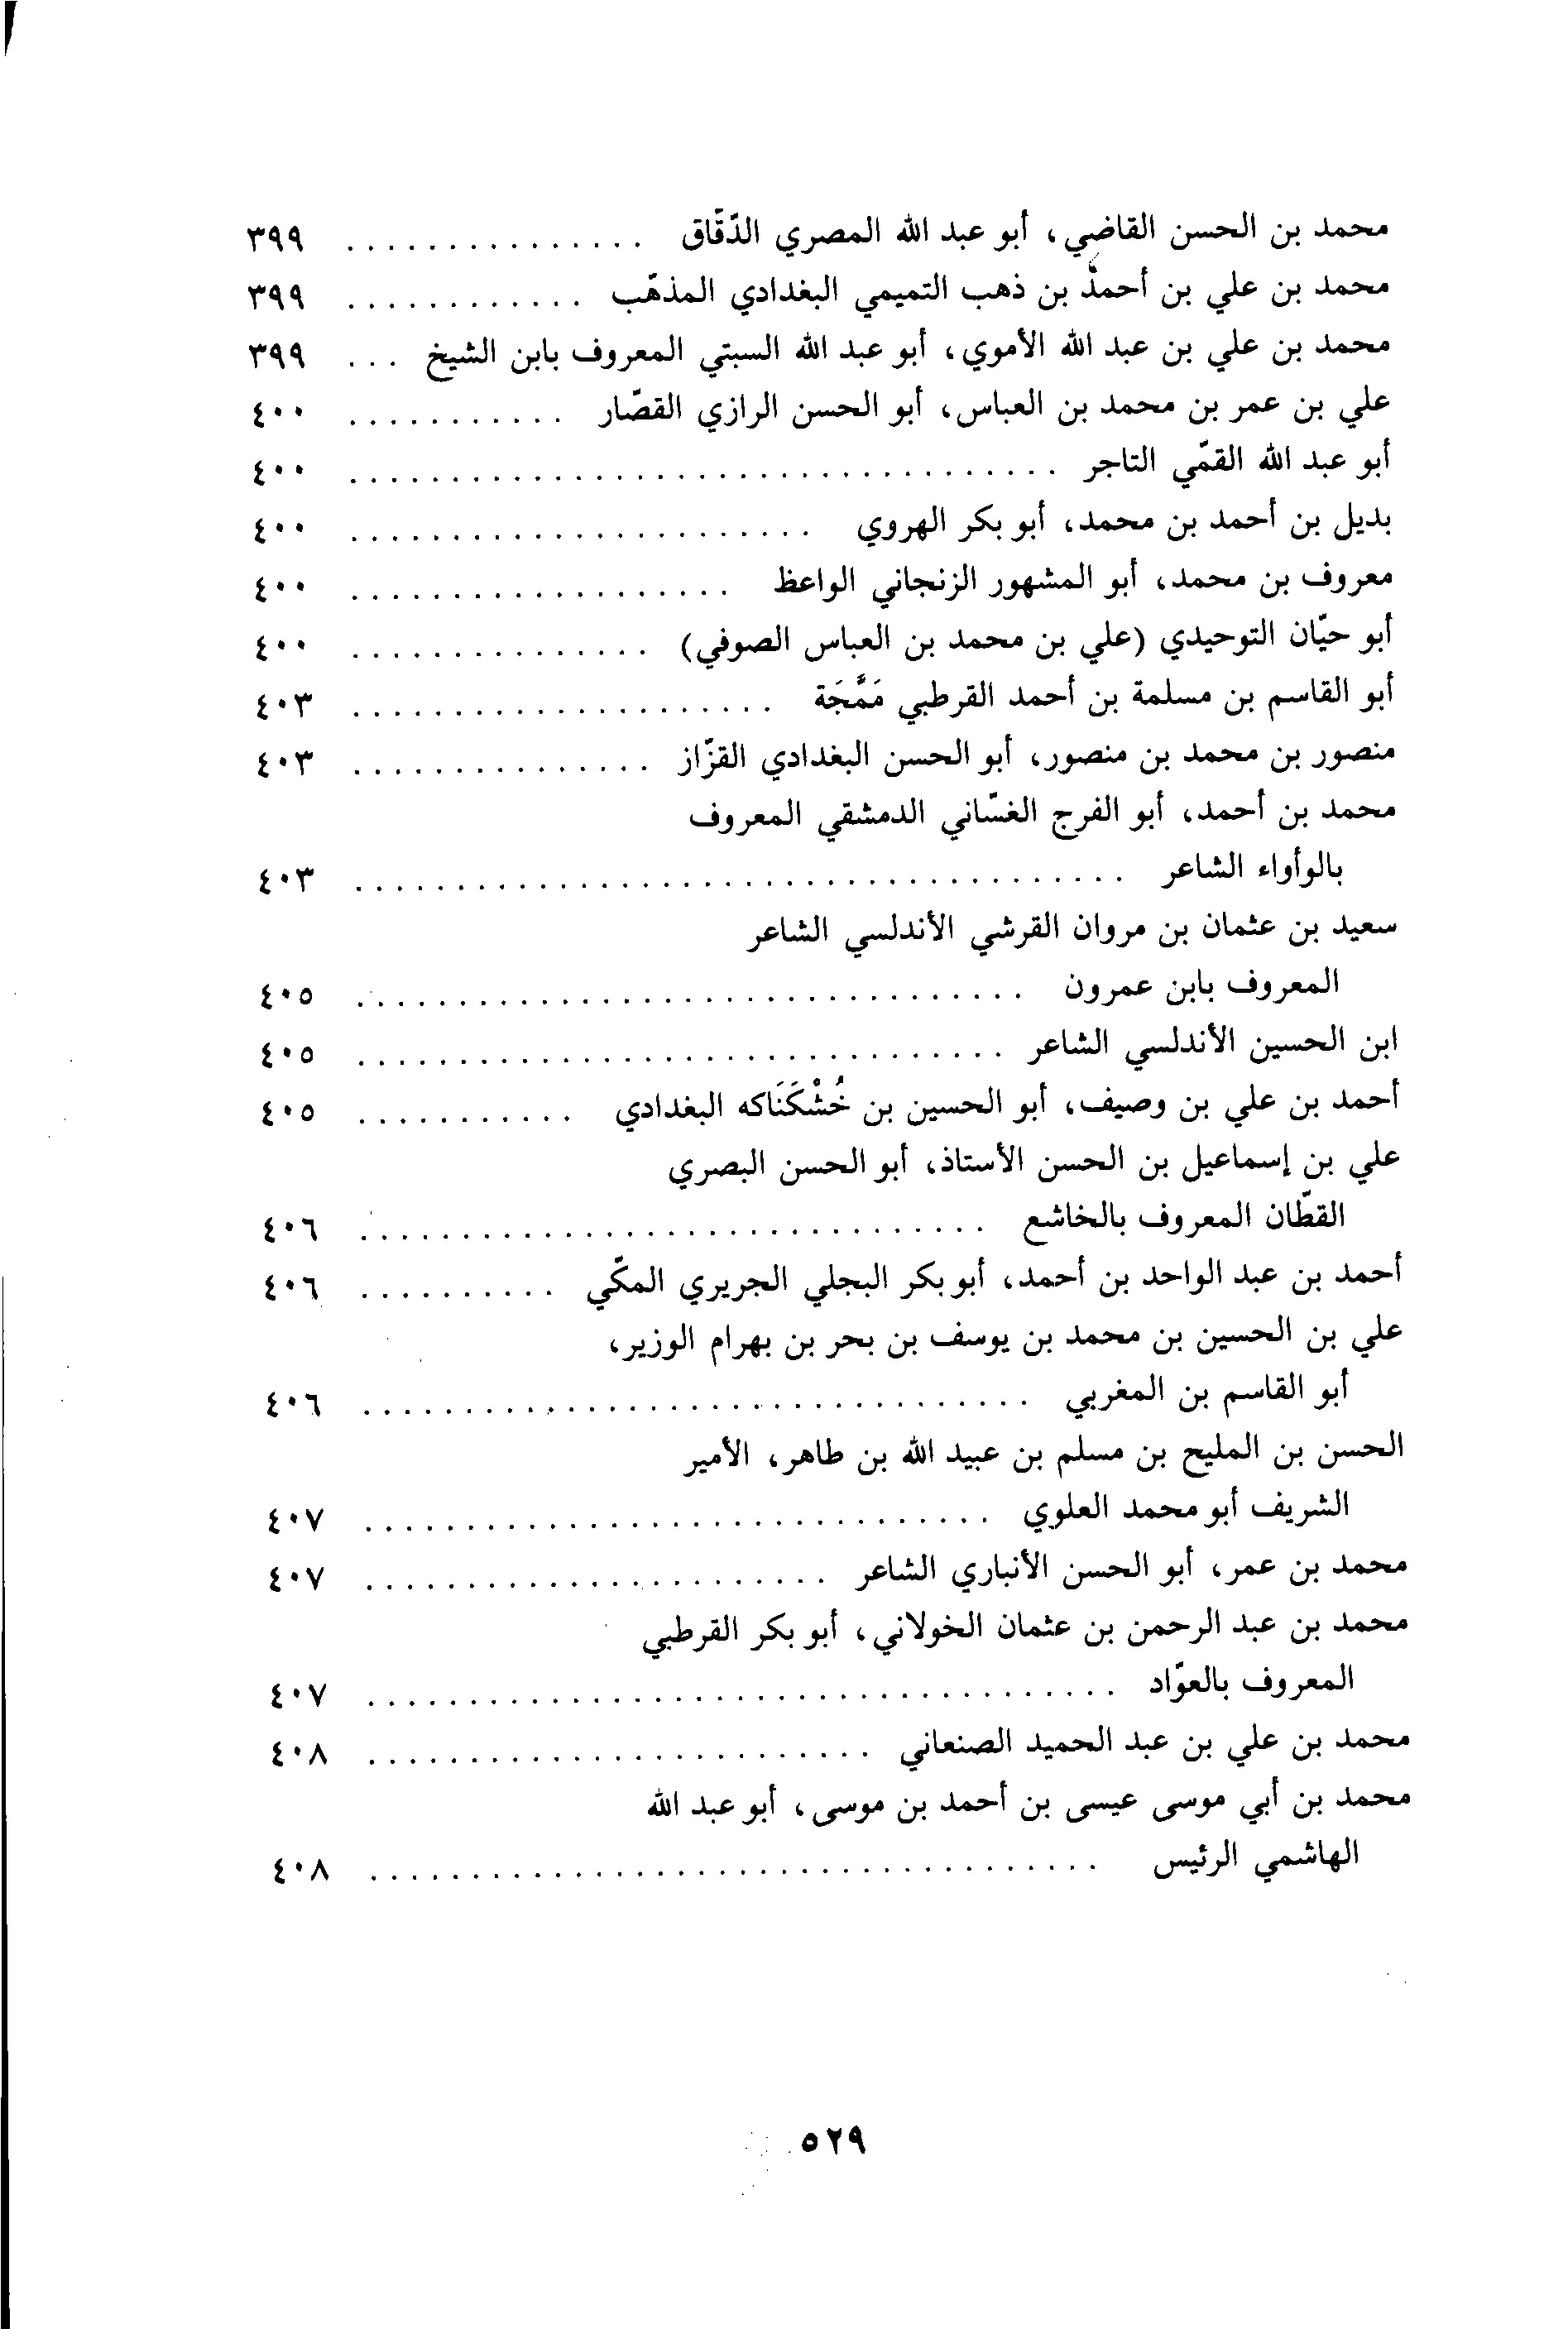 محمد بن الحسن القاضي، أبو عبد الله المصري الدّقّاق . . . . . . . . . . . . . . . ٣٩٩
محمد بن علي بن أحمد بن ذهب التميمي البغدادي المذهّب . . . . . . . . . . . . ٣٩٩
محمد بن علي بن عبد الله الأموي، أبو عبد الله السبتي المعروف بابن الشيخ . . . ٣٩٩
علي بن عمر بن محمد بن العباس، أبو الحسن الرازي القصّار . . . . . . . . . . . ٤٠٠
أبو عبد الله القمّي التاجر . . . . . . . . . . . . . . . . . . . . . . . . . . . . . . . . . . . ٤٠٠
بديل بن أحمد بن محمد، أبو بكر الهروي . . . . . . . . . . . . . . . . . . . . . . . ٤٠٠
معروف بن محمد، أبو المشهور الزنجاني الواعظ . . . . . . . . . . . . . . . . . . . ٤٠٠
أبو حيّان التوحيدي (علي بن محمد بن العباس الصوفي) . . . . . . . . . . . . . . . ٤٠٠
أبو القاسم بن مسلمة بن أحمد القرطبي مَمَّجَة . . . . . . . . . . . . . . . . . . . . . ٤٠٣
منصور بن محمد بن منصور، أبو الحسن البغدادي القزّاز . . . . . . . . . . . . . . . ٤٠٣
محمد بن أحمد، أبو الفرج الغسّاني الدمشقي المعروف
بالوأواء الشاعر . . . . . . . . . . . . . . . . . . . . . . . . . . . . . . . . . . . . . . ٤٠٣
سعيد بن عثمان بن مروان القرشي الأندلسي الشاعر
المعروف بابن عمرون . . . . . . . . . . . . . . . . . . . . . . . . . . . . . . . . . ٤٠٥
ابن الحسين الأندلسي الشاعر . . . . . . . . . . . . . . . . . . . . . . . . . . . . . . . . ٤٠٥
أحمد بن علي بن وصيف، أبو الحسين بن خُشْكَنَاكه البغدادي . . . . . . . . . . . ٤٠٥
علي بن إسماعيل بن الحسن الأستاذ، أبو الحسن البصري
القطّان المعروف بالخاشع . . . . . . . . . . . . . . . . . . . . . . . . . . . . . . . ٤٠٦
أحمد بن عبد الواحد بن أحمد، أبو بكر البجلي الجريري المكّي . . . . . . . . . . ٤٠٦
علي بن الحسين بن محمد بن يوسف بن بحر بن بهرام الوزير،
أبو القاسم بن المغربي . . . . . . . . . . . . . . . . . . . . . . . . . . . . . . . . . ٤٠٦
الحسن بن المليح بن مسلم بن عبيد الله بن طاهر، الأمير
الشريف أبو محمد العلوي . . . . . . . . . . . . . . . . . . . . . . . . . . . . . . . ٤٠٧
محمد بن عمر، أبو الحسن الأنباري الشاعر . . . . . . . . . . . . . . . . . . . . . . . ٤٠٧
محمد بن عبد الرحمن بن عثمان الخولاني، أبو بكر القرطبي
المعروف بالعوّاد . . . . . . . . . . . . . . . . . . . . . . . . . . . . . . . . . . . . . ٤٠٧
محمد بن علي بن عبد الحميد الصنعاني . . . . . . . . . . . . . . . . . . . . . . . . . ٤٠٨
محمد بن أبي موسى عيسى بن أحمد بن موسى، أبو عبد الله
الهاشمي الرئيس . . . . . . . . . . . . . . . . . . . . . . . . . . . . . . . . . . . . ٤٠٨
٥٢٩